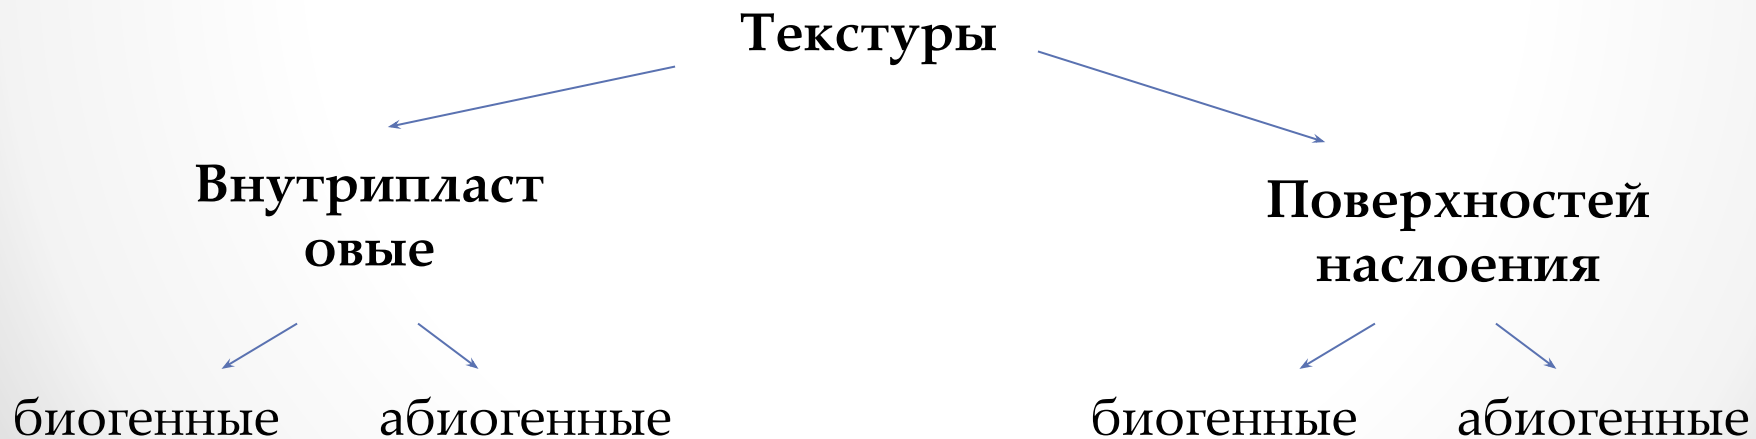 Текстуры
Внутрипласт
овые
Поверхностей
наслоения
биогенные
абиогенные
биогенные
абиогенные